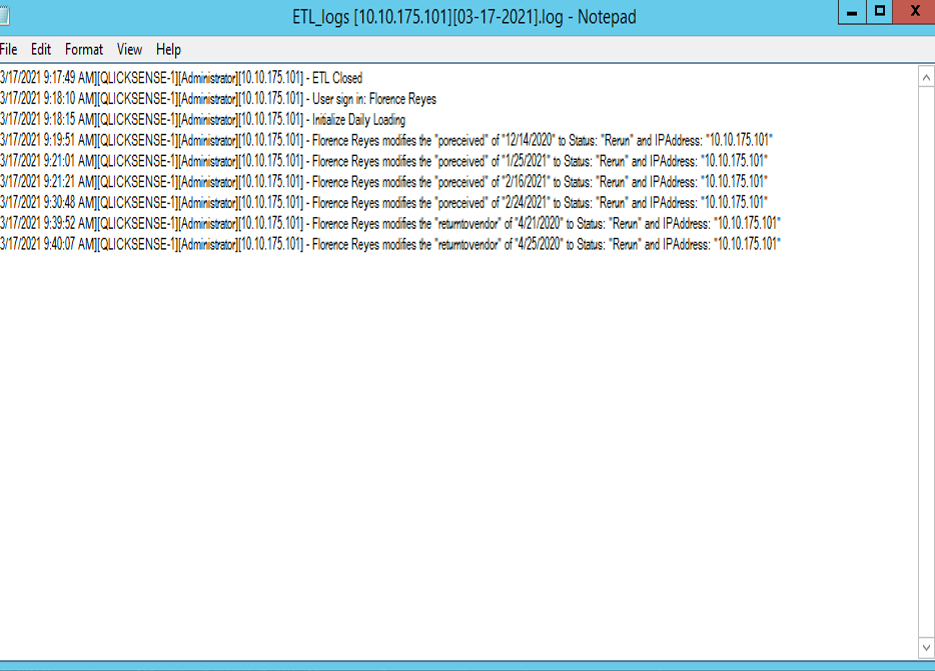 ETL_logs [10.10.175.101][03-17-2021].log - Notepad
File Edit Format View Help
3/17/2021 9:17:49 AM][QLICKSENSE-1][Administrator][10.10.175.101] - ETL Closed
3/17/2021 9:18:10 AM][QLICKSENSE-1][Administrator][10.10.175.101] - User sign in: Florence Reyes
3/17/2021 9:18:15 AM][QLICKSENSE-1][Administrator][10.10.175.101] - Initialize Daily Loading
3/17/2021 9:19:51 AM][QLICKSENSE-1][Administrator][10.10.175.101] - Florence Reyes modifies the "poreceived" of "12/14/2020" to Status: "Rerun" and IPAddress: "10.10.175.101"
3/17/2021 9:21:01 AM][QLICKSENSE-1][Administrator][10.10.175.101] - Florence Reyes modifies the "poreceived" of "1/25/2021" to Status: "Rerun" and IPAddress: "10.10.175.101"
3/17/2021 9:21:21 AM][QLICKSENSE-1][Administrator][10.10.175.101] - Florence Reyes modifies the "poreceived" of "2/16/2021" to Status: "Rerun" and IPAddress: "10.10.175.101"
3/17/2021 9:30:48 AM][QLICKSENSE-1][Administrator][10.10.175.101] - Florence Reyes modifies the "poreceived" of "2/24/2021" to Status: "Rerun" and IPAddress: "10.10.175.101"
3/17/2021 9:39:52 AM][QLICKSENSE-1][Administrator][10.10.175.101] - Florence Reyes modifies the "returntovendor" of "4/21/2020" to Status: "Rerun" and IPAddress: "10.10.175.101"
3/17/2021 9:40:07 AM][QLICKSENSE-1][Administrator][10.10.175.101] - Florence Reyes modifies the "returntovendor" of "4/25/2020" to Status: "Rerun" and IPAddress: "10.10.175.101"